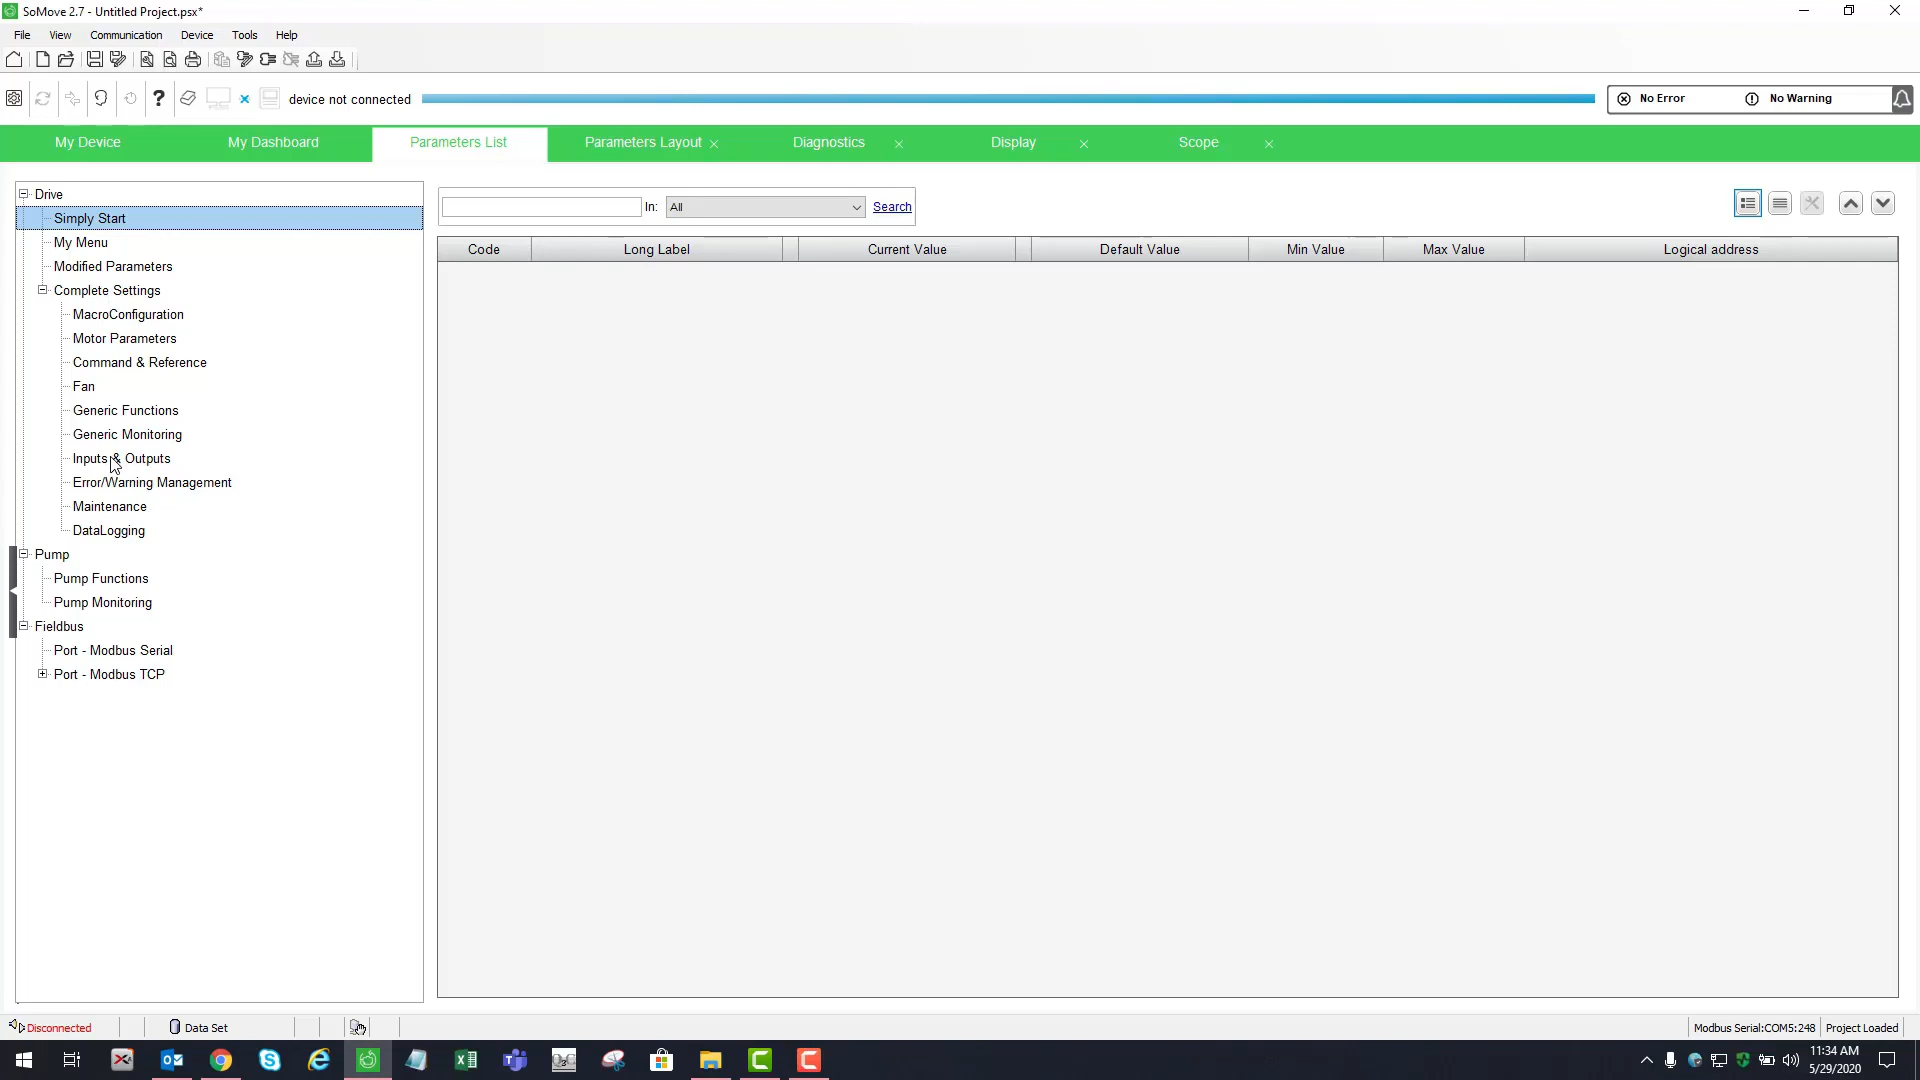 SoMove 2.7 - Untitled Project.psx*
File View Communication Device Tools Help
device not connected
No Error No Warning
My Device My Dashboard Parameters List Parameters Layout Diagnostics Display Scope
Drive
Simply Start
My Menu
Modified Parameters
Complete Settings
MacroConfiguration
Motor Parameters
Command & Reference
Fan
Generic Functions
Generic Monitoring
Inputs & Outputs
Error/Warning Management
Maintenance
DataLogging
Pump
Pump Functions
Pump Monitoring
Fieldbus
Port - Modbus Serial
Port - Modbus TCP
In: All Search
Code Long Label Current Value Default Value Min Value Max Value Logical address
Disconnected Data Set Modbus Serial:COM5:248 Project Loaded
11:34 AM
5/29/2020